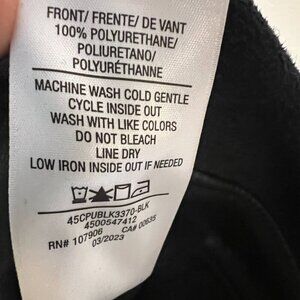 FRONT/ FRENTE/ DE VANT
100% POLYURETHANE/
POLIURETANO/
POLYURÉTHANNE
MACHINE WASH COLD GENTLE
CYCLE INSIDE OUT
WASH WITH LIKE COLORS
DO NOT BLEACH
LINE DRY
LOW IRON INSIDE OUT IF NEEDED
45CPUBLK3370-BLK
4500547412
RN# 107906 CA# 00635
03/2023